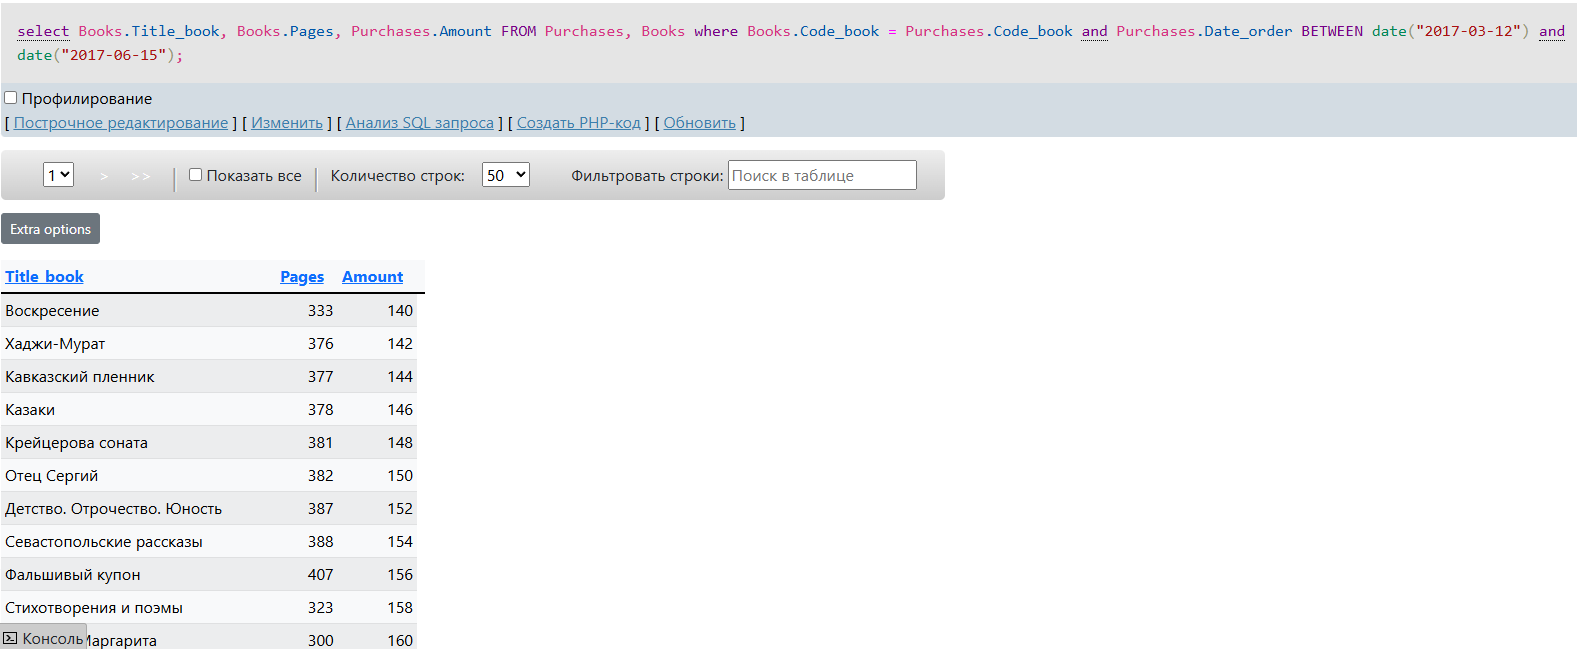 select Books.Title_book, Books.Pages, Purchases.Amount FROM Purchases, Books where Books.Code_book = Purchases.Code_book and Purchases.Date_order BETWEEN date("2017-03-12") and
date("2017-06-15");
Профилирование
[ Построчное редактирование ] [ Изменить ] [ Анализ SQL запроса ] [ Создать PHP-код ] [ Обновить ]
1 > >> Показать все Количество строк: 50 Фильтровать строки: Поиск в таблице
Extra options
Title_book Pages Amount
Воскресение 333 140
Хаджи-Мурат 376 142
Кавказский пленник 377 144
Казаки 378 146
Крейцерова соната 381 148
Отец Сергий 382 150
Детство. Отрочество. Юность 387 152
Севастопольские рассказы 388 154
Фальшивый купон 407 156
Стихотворения и поэмы 323 158
Консоль Маргарита 300 160